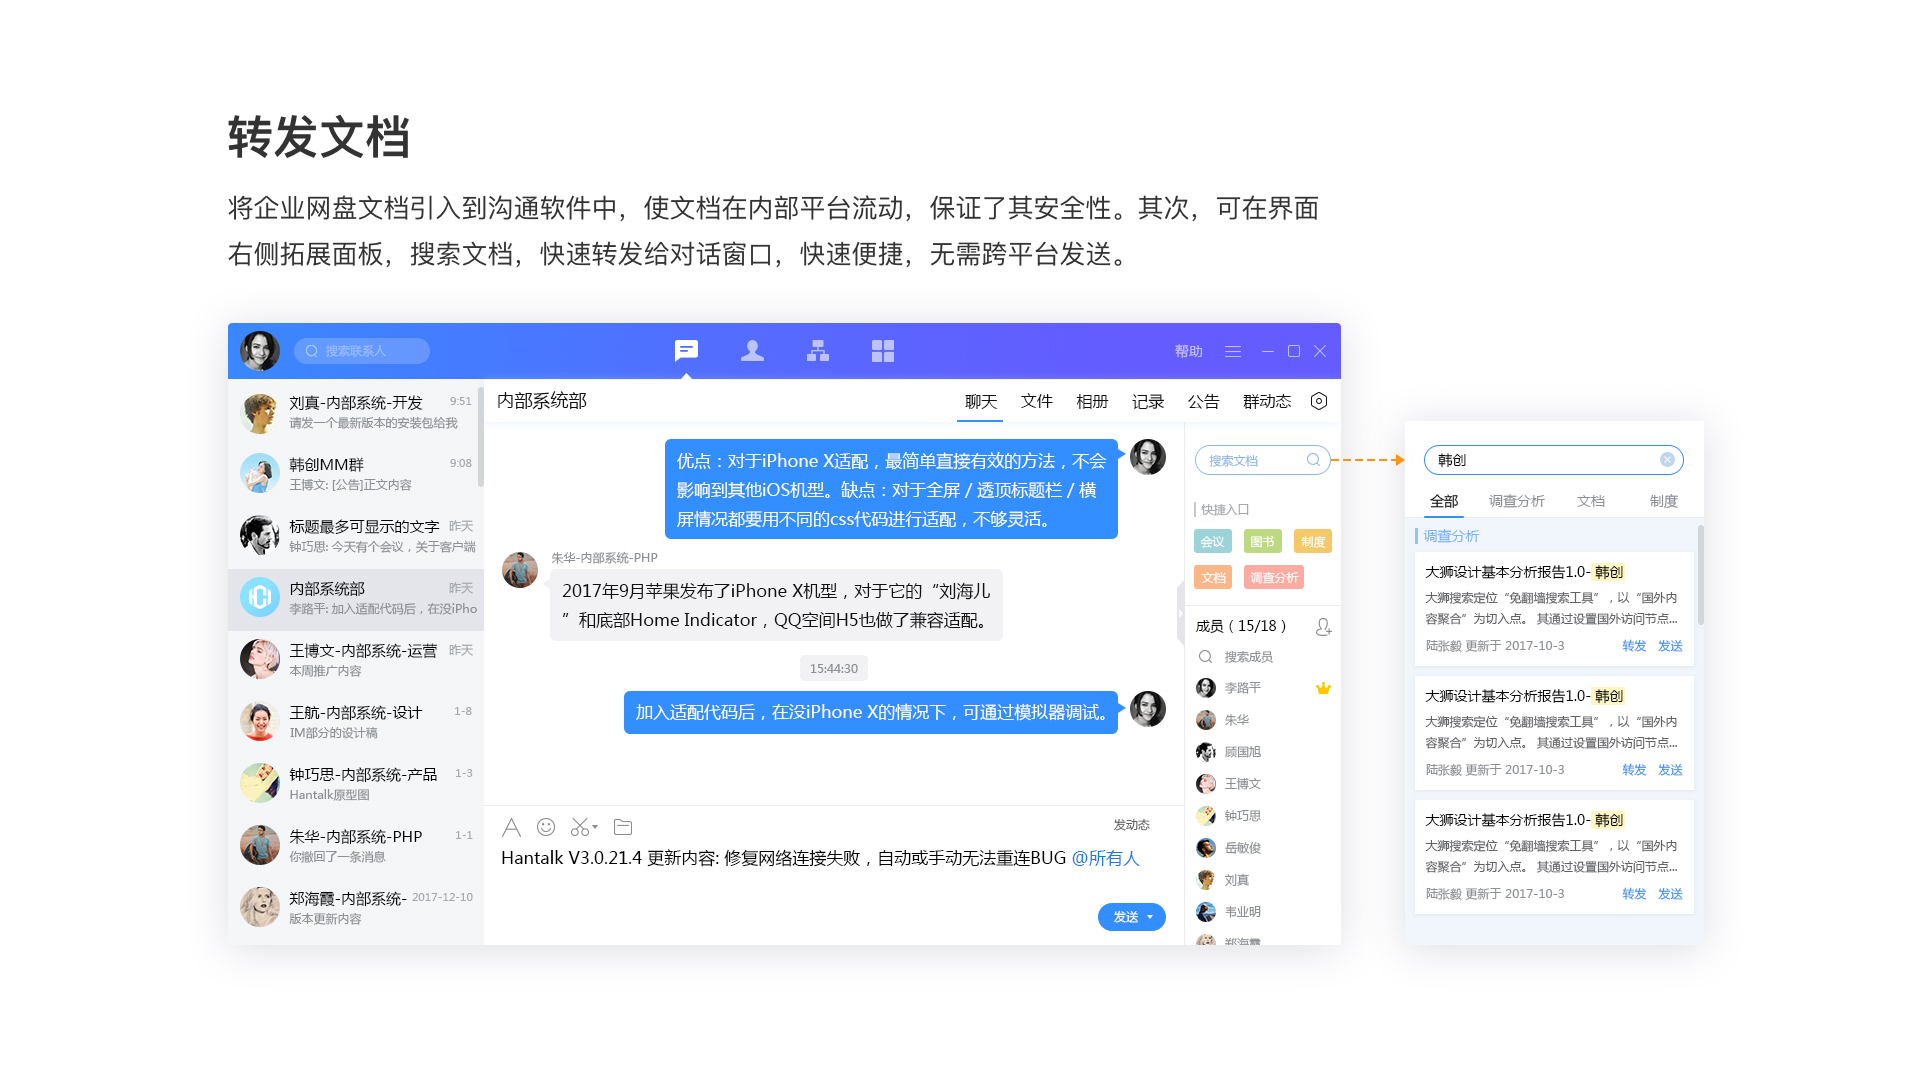 转发文档
将企业网盘文档引入到沟通软件中，使文档在内部平台流动，保证了其安全性。其次，可在界面
右侧拓展面板，搜索文档，快速转发给对话窗口，快速便捷，无需跨平台发送。
搜索联系人
帮助
刘真-内部系统-开发 9:51
请发一个最新版本的安装包给我
韩创MM群 9:08
王博文: [公告]正文内容
标题最多可显示的文字 昨天
钟巧思: 今天有个会议，关于客户端
内部系统部 昨天
李路平: 加入适配代码后，在没iPho
王博文-内部系统-运营 昨天
本周推广内容
王航-内部系统-设计 1-8
IM部分的设计稿
钟巧思-内部系统-产品 1-3
Hantalk原型图
朱华-内部系统-PHP 1-1
你撤回了一条消息
郑海霞-内部系统- 2017-12-10
版本更新内容
内部系统部
聊天 文件 相册 记录 公告 群动态
优点：对于iPhone X适配，最简单直接有效的方法，不会
影响到其他iOS机型。缺点：对于全屏 / 透顶标题栏 / 横
屏情况都要用不同的css代码进行适配，不够灵活。
朱华-内部系统-PHP
2017年9月苹果发布了iPhone X机型，对于它的“刘海儿
”和底部Home Indicator，QQ空间H5也做了兼容适配。
15:44:30
加入适配代码后，在没iPhone X的情况下，可通过模拟器调试。
发动态
Hantalk V3.0.21.4 更新内容: 修复网络连接失败，自动或手动无法重连BUG @所有人
发送
搜索文档
快捷入口
会议 图书 制度
文档 调查分析
成员（15/18）
搜索成员
李路平
朱华
顾国旭
王博文
钟巧思
岳敏俊
刘真
韦业明
郑海霞
韩创
全部 调查分析 文档 制度
调查分析
大狮设计基本分析报告1.0-韩创
大狮搜索定位“免翻墙搜索工具”，以“国外内
容聚合”为切入点。 其通过设置国外访问节点...
陆张毅 更新于 2017-10-3 转发 发送
大狮设计基本分析报告1.0-韩创
大狮搜索定位“免翻墙搜索工具”，以“国外内
容聚合”为切入点。 其通过设置国外访问节点...
陆张毅 更新于 2017-10-3 转发 发送
大狮设计基本分析报告1.0-韩创
大狮搜索定位“免翻墙搜索工具”，以“国外内
容聚合”为切入点。 其通过设置国外访问节点...
陆张毅 更新于 2017-10-3 转发 发送